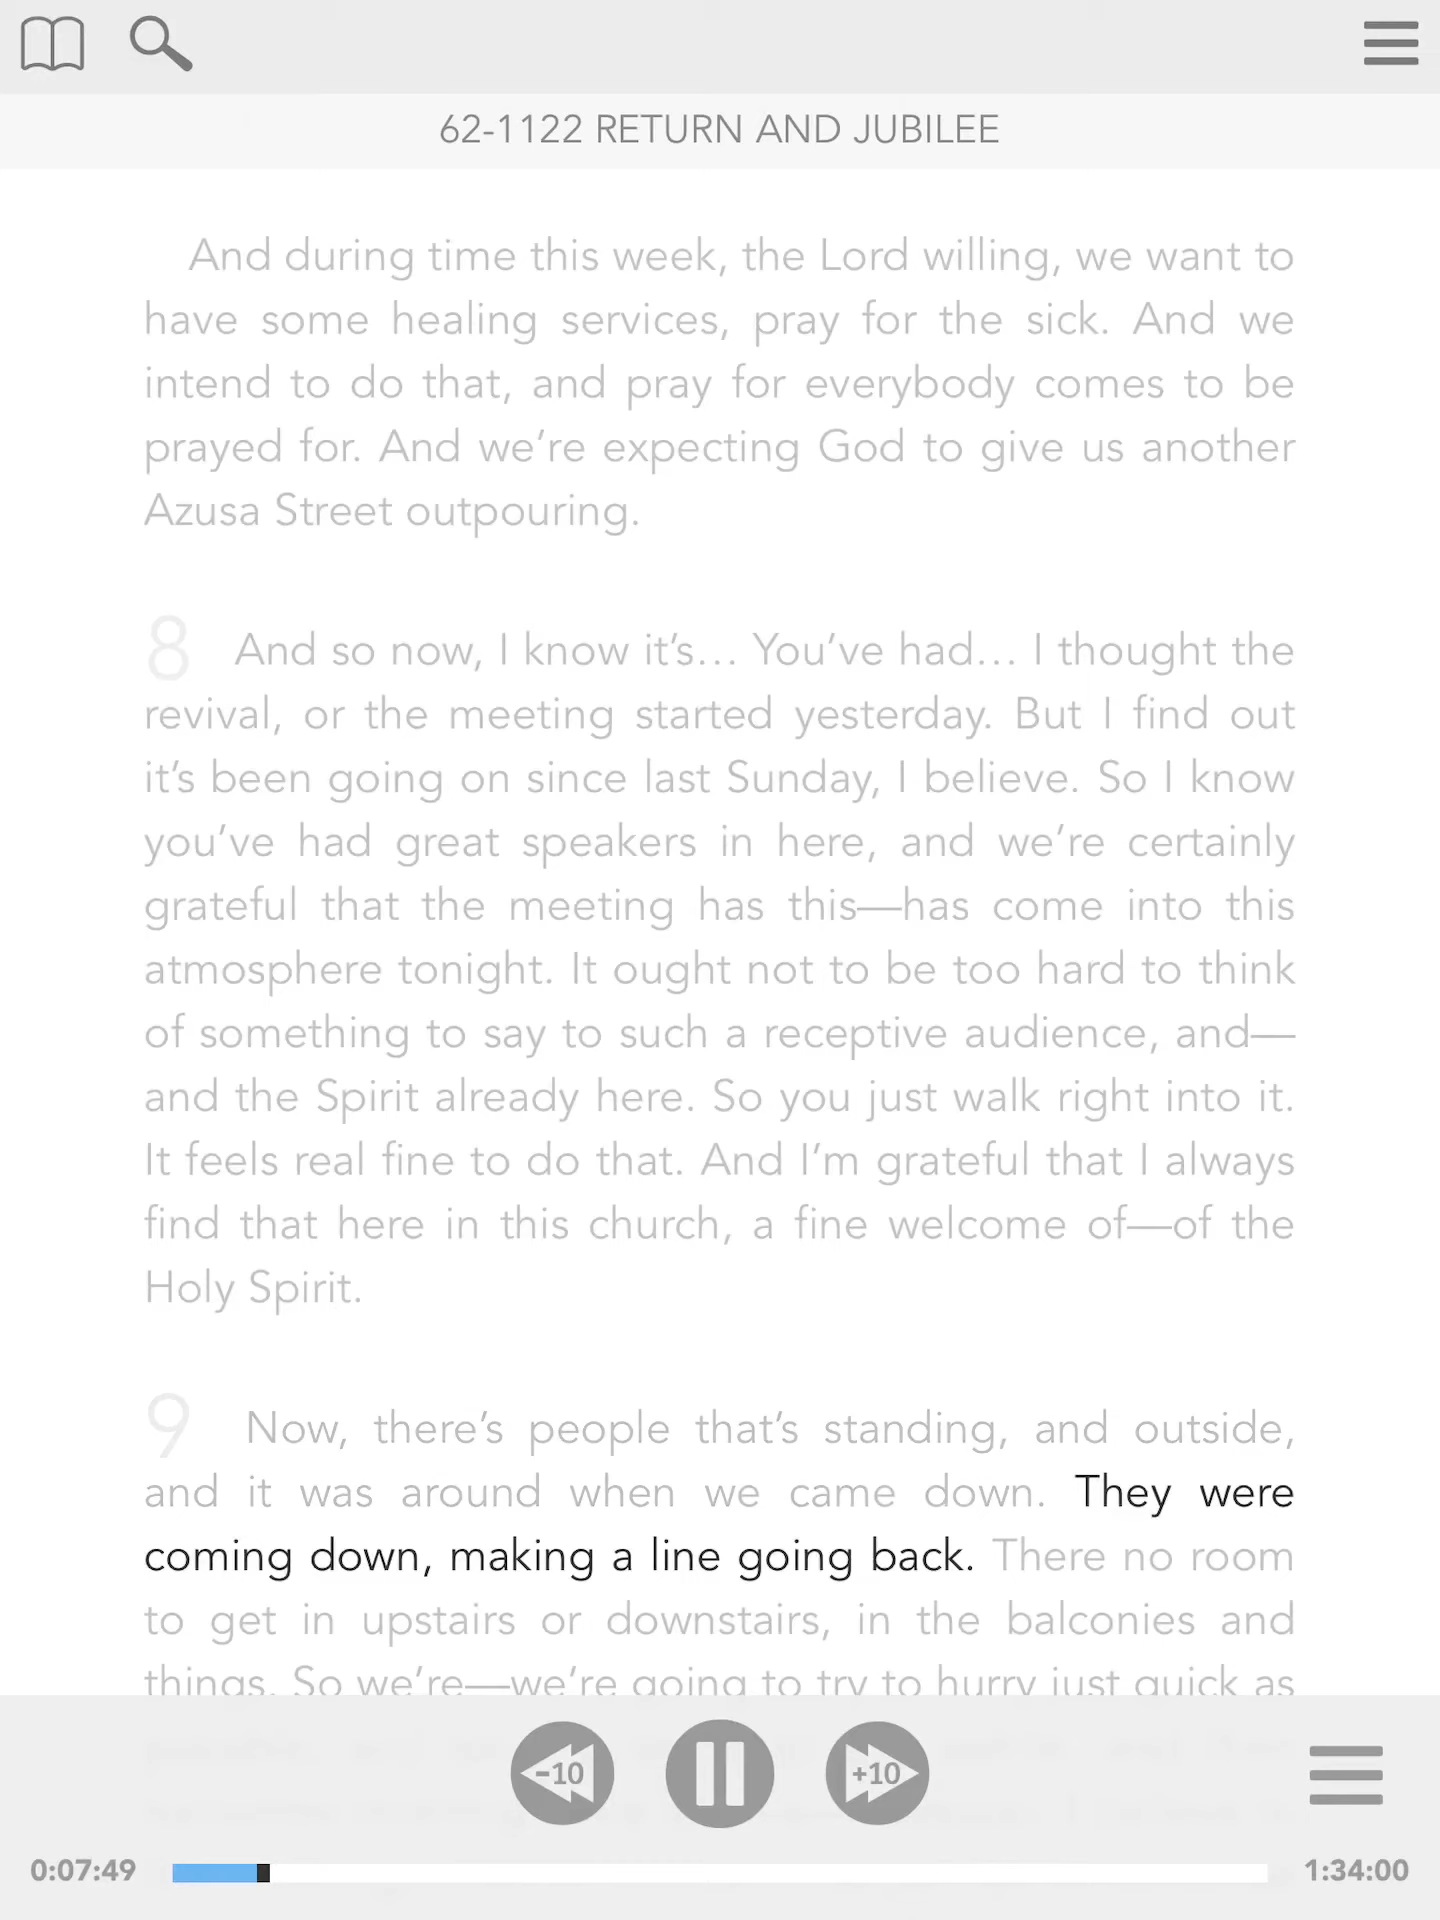 62-1122 RETURN AND JUBILEE
And during time this week, the Lord willing, we want to
have some healing services, pray for the sick. And we
intend to do that, and pray for everybody comes to be
prayed for. And we’re expecting God to give us another
Azusa Street outpouring.
8 And so now, I know it’s… You’ve had… I thought the
revival, or the meeting started yesterday. But I find out
it’s been going on since last Sunday, I believe. So I know
you’ve had great speakers in here, and we’re certainly
grateful that the meeting has this—has come into this
atmosphere tonight. It ought not to be too hard to think
of something to say to such a receptive audience, and—
and the Spirit already here. So you just walk right into it.
It feels real fine to do that. And I’m grateful that I always
find that here in this church, a fine welcome of—of the
Holy Spirit.
9 Now, there’s people that’s standing, and outside,
and it was around when we came down. They were
coming down, making a line going back. There no room
to get in upstairs or downstairs, in the balconies and
things. So we’re—we’re going to try to hurry just quick as
-10 +10
0:07:49 1:34:00